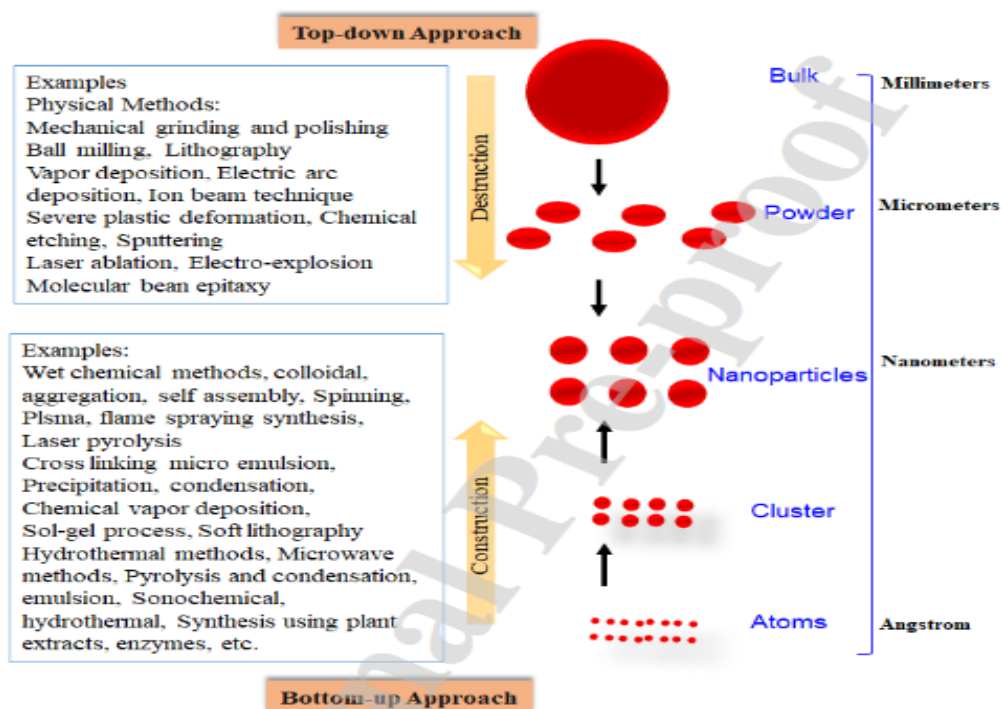 Top-down Approach
Examples
Physical Methods:
Mechanical grinding and polishing
Ball milling, Lithography
Vapor deposition, Electric arc
deposition, Ion beam technique
Severe plastic deformation, Chemical
etching, Sputtering
Laser ablation, Electro-explosion
Molecular bean epitaxy
Destruction
Bulk
Millimeters
Powder
Micrometers
Examples:
Wet chemical methods, colloidal,
aggregation, self assembly, Spinning,
Plsma, flame spraying synthesis,
Laser pyrolysis
Cross linking micro emulsion,
Precipitation, condensation,
Chemical vapor deposition,
Sol-gel process, Soft lithography
Hydrothermal methods, Microwave
methods, Pyrolysis and condensation,
emulsion, Sonochemical,
hydrothermal, Synthesis using plant
extracts, enzymes, etc.
Construction
Nanoparticles
Nanometers
Cluster
Atoms
Angstrom
Bottom-up Approach
nal Pre-proof